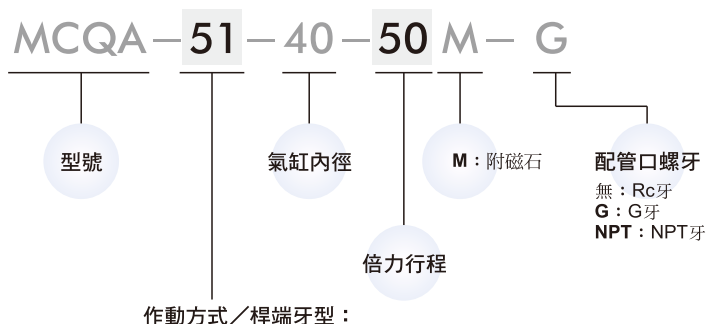 MCQA－51－40－50 M－ G
型號
氣缸內徑
M：附磁石
配管口螺牙
無：Rc牙
G：G牙
NPT：NPT牙
倍力行程
作動方式／桿端牙型：